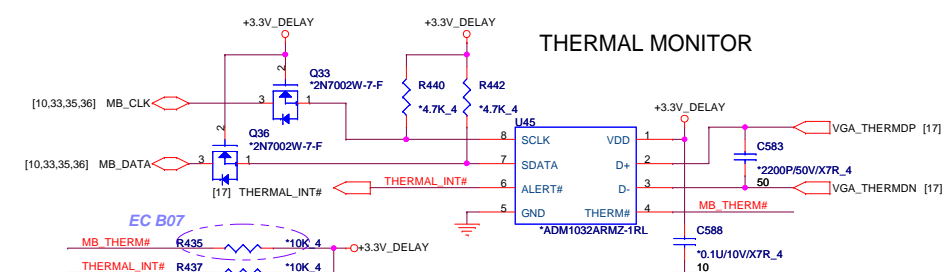 +3.3V_DELAY
+3.3V_DELAY
THERMAL MONITOR
2
Q33
*2N7002W-7-F
R440
R442
*4.7K_4
*4.7K_4
+3.3V_DELAY
[10,33,35,36] MB_CLK
3
1
U45
2
Q36
*2N7002W-7-F
8 SCLK VDD 1
VGA_THERMDP [17]
C583
*2200P/50V/X7R_4
50
[10,33,35,36] MB_DATA
3
1
7 SDATA D+ 2
[17] THERMAL_INT#
THERMAL_INT#
6 ALERT# D- 3
VGA_THERMDN [17]
MB_THERM#
5 GND THERM# 4
*ADM1032ARMZ-1RL
C588
*0.1U/10V/X7R_4
10
EC B07
MB_THERM# R435 *10K_4
+3.3V_DELAY
THERMAL_INT# R437 *10K_4